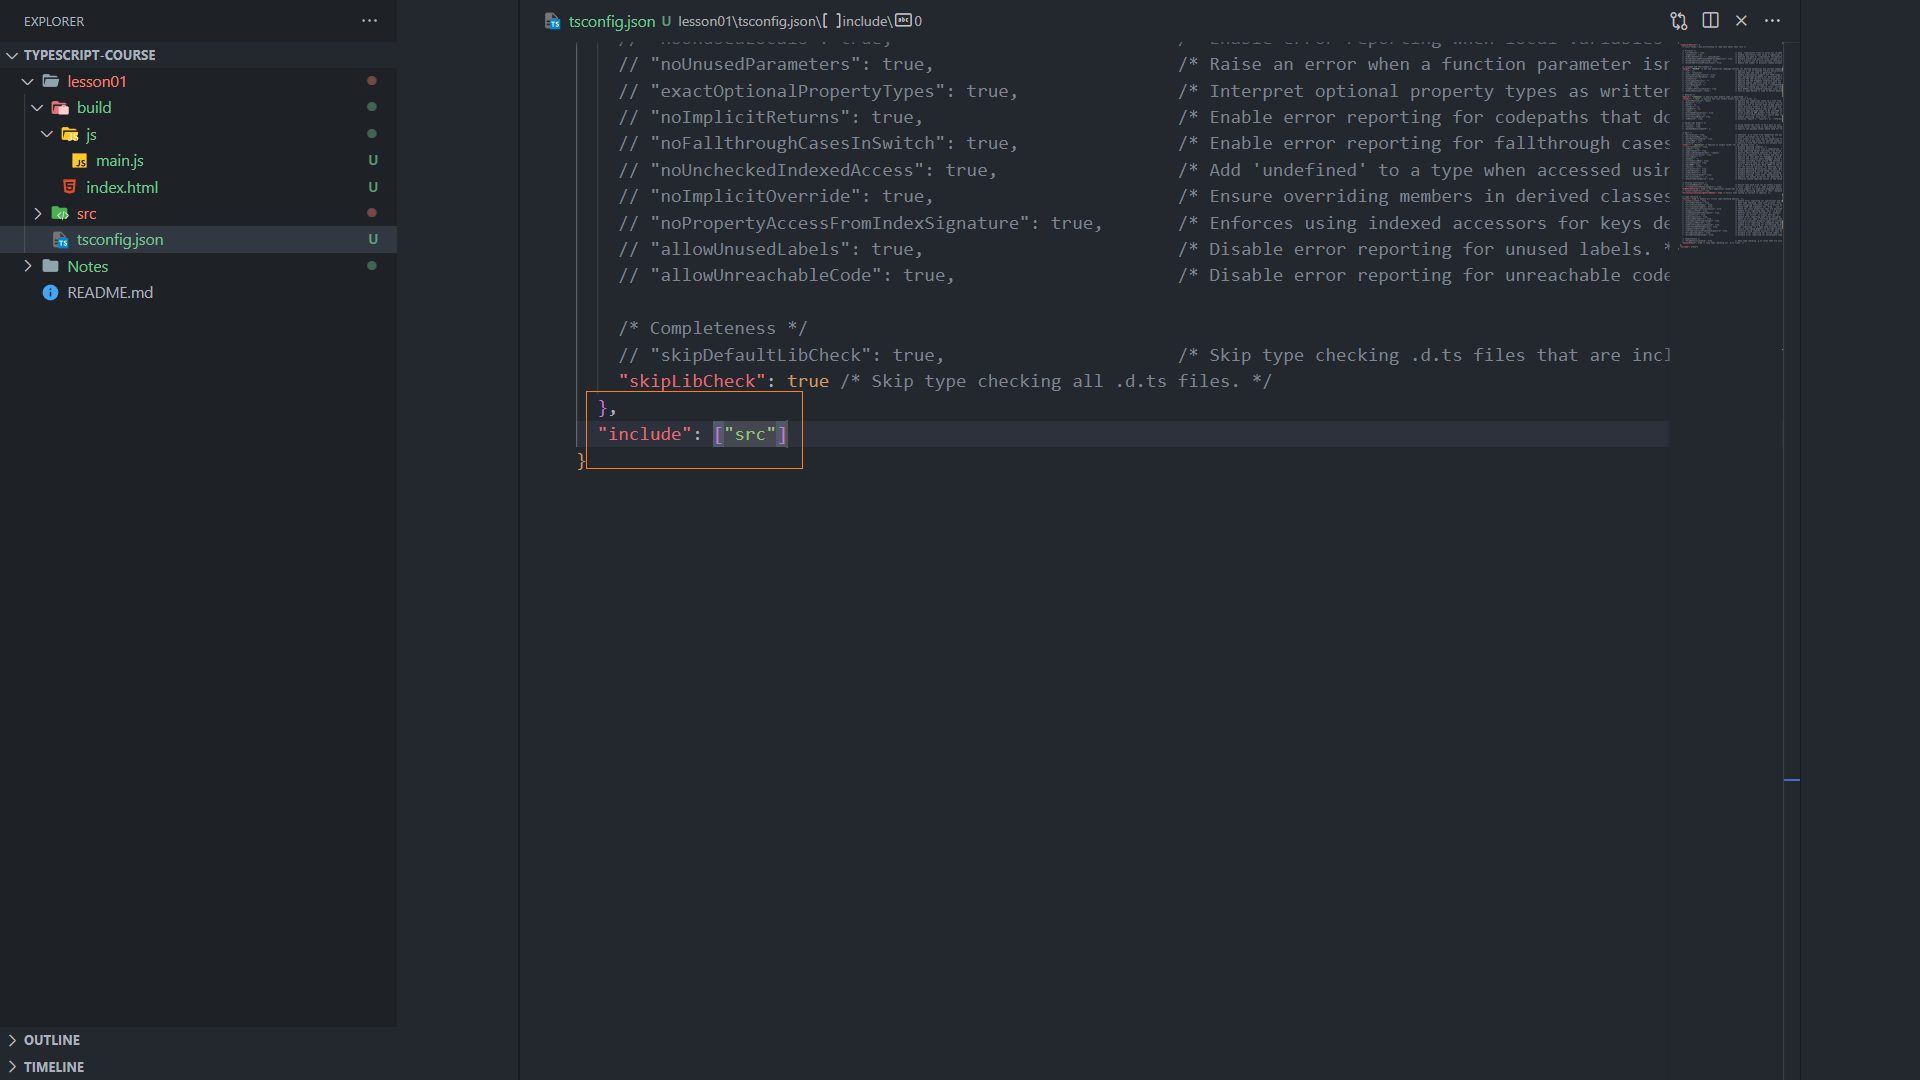 EXPLORER
TYPESCRIPT-COURSE
lesson01
build
js
main.js U
index.html U
src
tsconfig.json U
Notes
README.md
OUTLINE
TIMELINE
tsconfig.json U lesson01\tsconfig.json\[ ]include\abc 0
// "noUnusedParameters": true, /* Raise an error when a function parameter isn
// "exactOptionalPropertyTypes": true, /* Interpret optional property types as written
// "noImplicitReturns": true, /* Enable error reporting for codepaths that do
// "noFallthroughCasesInSwitch": true, /* Enable error reporting for fallthrough cases
// "noUncheckedIndexedAccess": true, /* Add 'undefined' to a type when accessed usin
// "noImplicitOverride": true, /* Ensure overriding members in derived classes
// "noPropertyAccessFromIndexSignature": true, /* Enforces using indexed accessors for keys de
// "allowUnusedLabels": true, /* Disable error reporting for unused labels. *
// "allowUnreachableCode": true, /* Disable error reporting for unreachable code
/* Completeness */
// "skipDefaultLibCheck": true, /* Skip type checking .d.ts files that are incl
"skipLibCheck": true /* Skip type checking all .d.ts files. */
},
"include": ["src"]
}